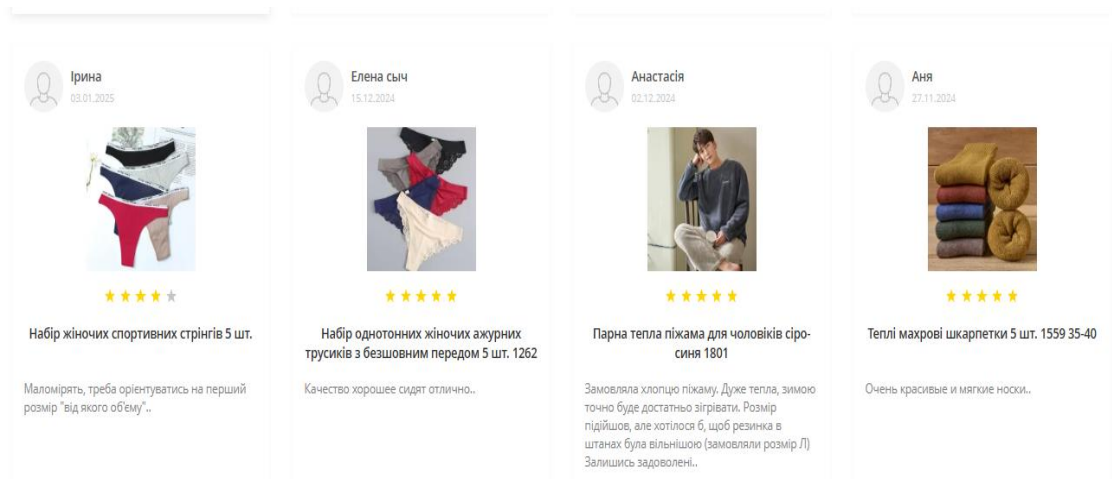 Ірина
03.01.2025
Набір жіночих спортивних стрінгів 5 шт.
Маломірять, треба орієнтуватись на перший
розмір "від якого об'єму"..
Елена сыч
15.12.2024
Набір однотонних жіночих ажурних
трусиків з безшовним передом 5 шт. 1262
Качество хорошее сидят отлично..
Анастасія
02.12.2024
Парна тепла піжама для чоловіків сіро-
синя 1801
Замовляла хлопцю піжаму. Дуже тепла, зимою
точно буде достатньо зігрівати. Розмір
підійшов, але хотілося б, щоб резинка в
штанах була вільнішою (замовляли розмір Л)
Залишись задоволені..
Аня
27.11.2024
Теплі махрові шкарпетки 5 шт. 1559 35-40
Очень красивые и мягкие носки..